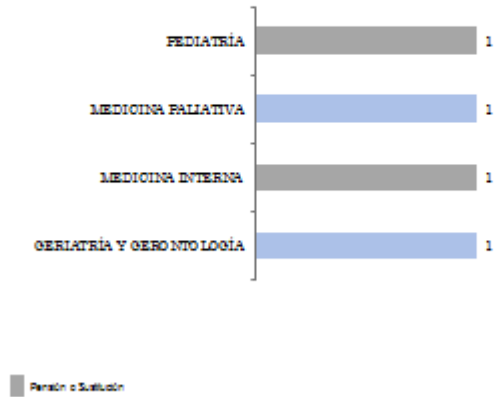 PEDIATRÍA 1
MEDICINA PALIATIVA 1
MEDICINA INTERNA 1
GERIATRÍA Y GERONTOLOGÍA 1
Pensión o Sustitución